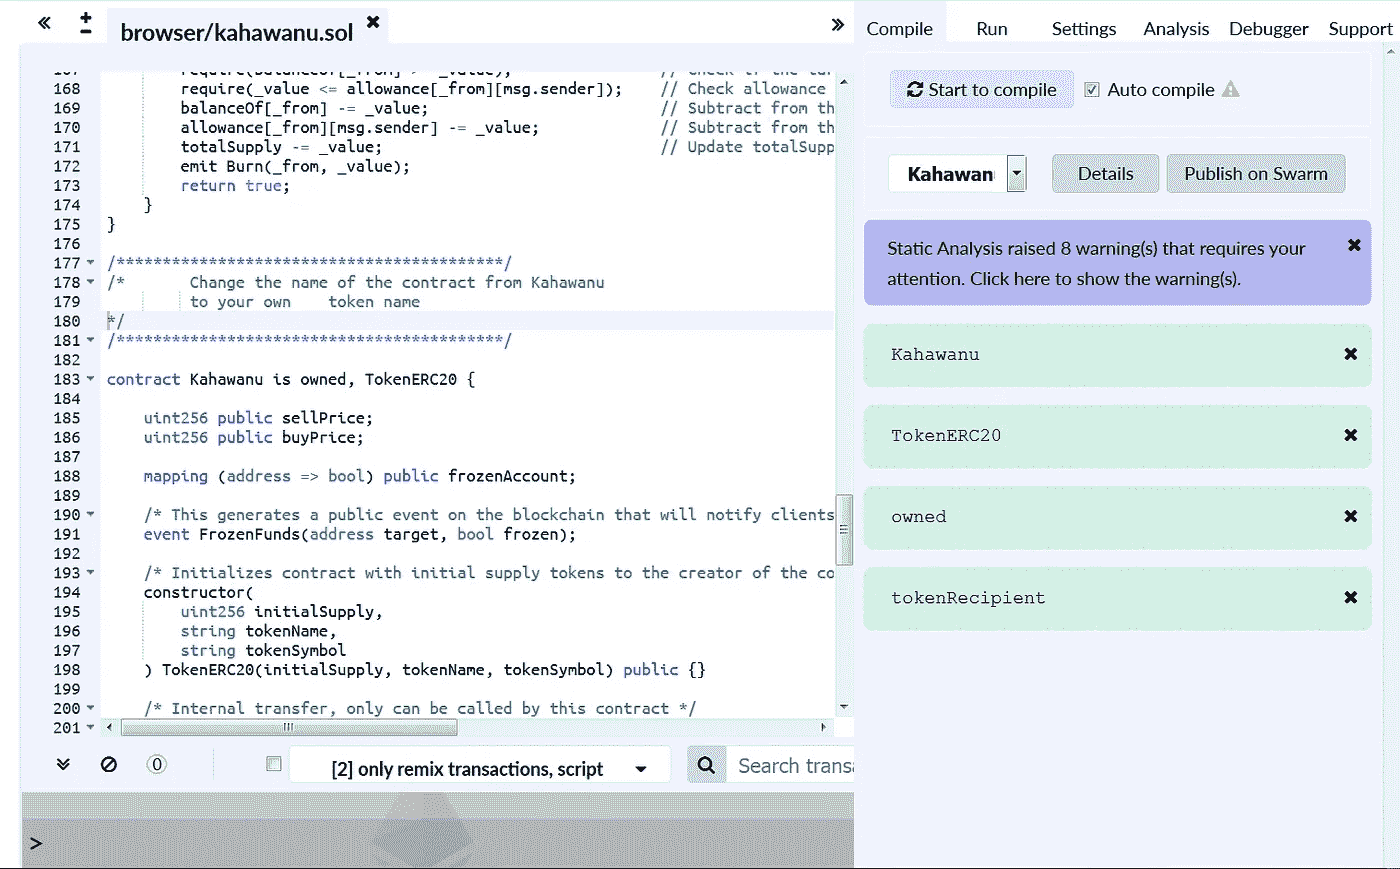 browser/kahawanu.sol
Compile Run Settings Analysis Debugger Support
168 require(_value <= allowance[_from][msg.sender]); // Check allowance
169 balanceOf[_from] -= _value; // Subtract from th
170 allowance[_from][msg.sender] -= _value; // Subtract from th
171 totalSupply -= _value; // Update totalSupp
172 emit Burn(_from, _value);
173 return true;
174 }
175 }
176
177 /******************************************/
178 /* Change the name of the contract from Kahawanu
179 to your own token name
180 */
181 /******************************************/
182
183 contract Kahawanu is owned, TokenERC20 {
184
185 uint256 public sellPrice;
186 uint256 public buyPrice;
187
188 mapping (address => bool) public frozenAccount;
189
190 /* This generates a public event on the blockchain that will notify clients
191 event FrozenFunds(address target, bool frozen);
192
193 /* Initializes contract with initial supply tokens to the creator of the co
194 constructor(
195 uint256 initialSupply,
196 string tokenName,
197 string tokenSymbol
198 ) TokenERC20(initialSupply, tokenName, tokenSymbol) public {}
199
200 /* Internal transfer, only can be called by this contract */
201
0
[2] only remix transactions, script
Search transa
>
Start to compile
Auto compile
Kahawan
Details
Publish on Swarm
Static Analysis raised 8 warning(s) that requires your
attention. Click here to show the warning(s).
Kahawanu
TokenERC20
owned
tokenRecipient